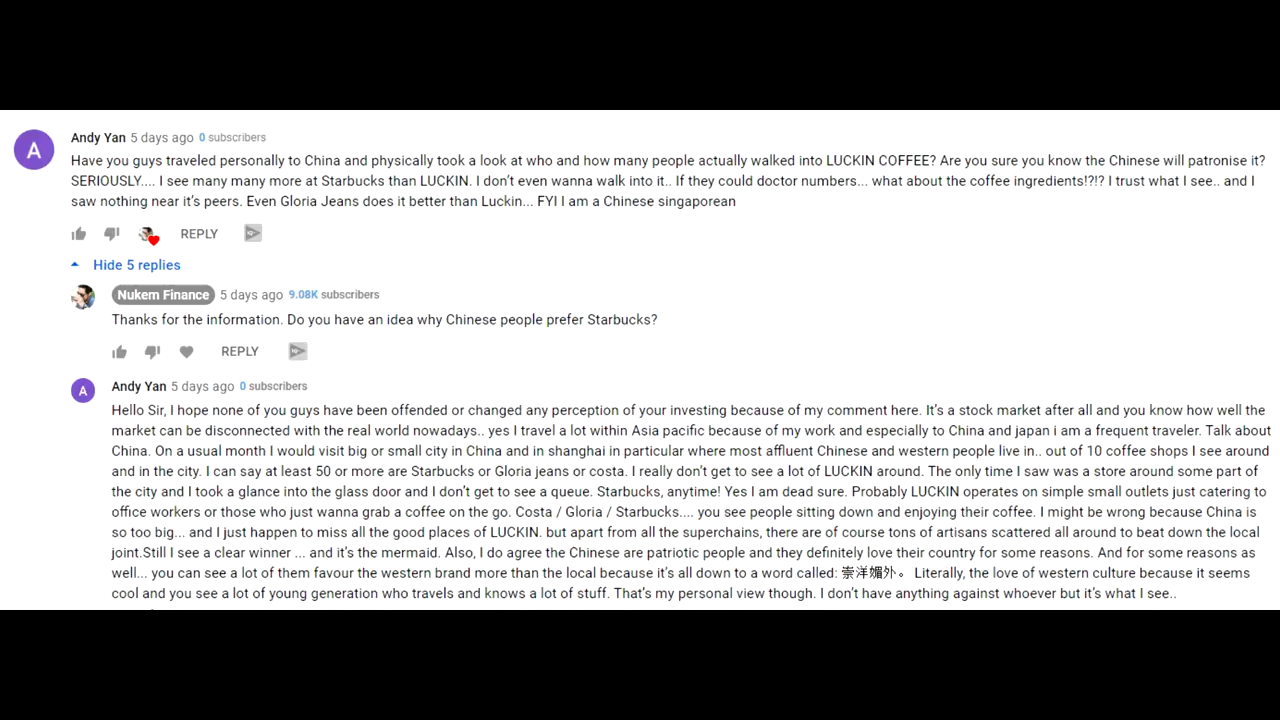 A
Andy Yan 5 days ago 0 subscribers
Have you guys traveled personally to China and physically took a look at who and how many people actually walked into LUCKIN COFFEE? Are you sure you know the Chinese will patronise it?
SERIOUSLY.... I see many many more at Starbucks than LUCKIN. I don't even wanna walk into it.. If they could doctor numbers... what about the coffee ingredients!?!? I trust what I see.. and I
saw nothing near it's peers. Even Gloria Jeans does it better than Luckin... FYI I am a Chinese singaporean
REPLY
Hide 5 replies
Nukem Finance 5 days ago 9.08K subscribers
Thanks for the information. Do you have an idea why Chinese people prefer Starbucks?
REPLY
A
Andy Yan 5 days ago 0 subscribers
Hello Sir, I hope none of you guys have been offended or changed any perception of your investing because of my comment here. It's a stock market after all and you know how well the
market can be disconnected with the real world nowadays.. yes I travel a lot within Asia pacific because of my work and especially to China and japan i am a frequent traveler. Talk about
China. On a usual month I would visit big or small city in China and in shanghai in particular where most affluent Chinese and western people live in.. out of 10 coffee shops I see around
and in the city. I can say at least 50 or more are Starbucks or Gloria jeans or costa. I really don't get to see a lot of LUCKIN around. The only time I saw was a store around some part of
the city and I took a glance into the glass door and I don't get to see a queue. Starbucks, anytime! Yes I am dead sure. Probably LUCKIN operates on simple small outlets just catering to
office workers or those who just wanna grab a coffee on the go. Costa / Gloria / Starbucks.... you see people sitting down and enjoying their coffee. I might be wrong because China is
so too big... and I just happen to miss all the good places of LUCKIN. but apart from all the superchains, there are of course tons of artisans scattered all around to beat down the local
joint.Still I see a clear winner ... and it's the mermaid. Also, I do agree the Chinese are patriotic people and they definitely love their country for some reasons. And for some reasons as
well... you can see a lot of them favour the western brand more than the local because it's all down to a word called: 崇洋媚外。 Literally, the love of western culture because it seems
cool and you see a lot of young generation who travels and knows a lot of stuff. That's my personal view though. I don't have anything against whoever but it's what I see..